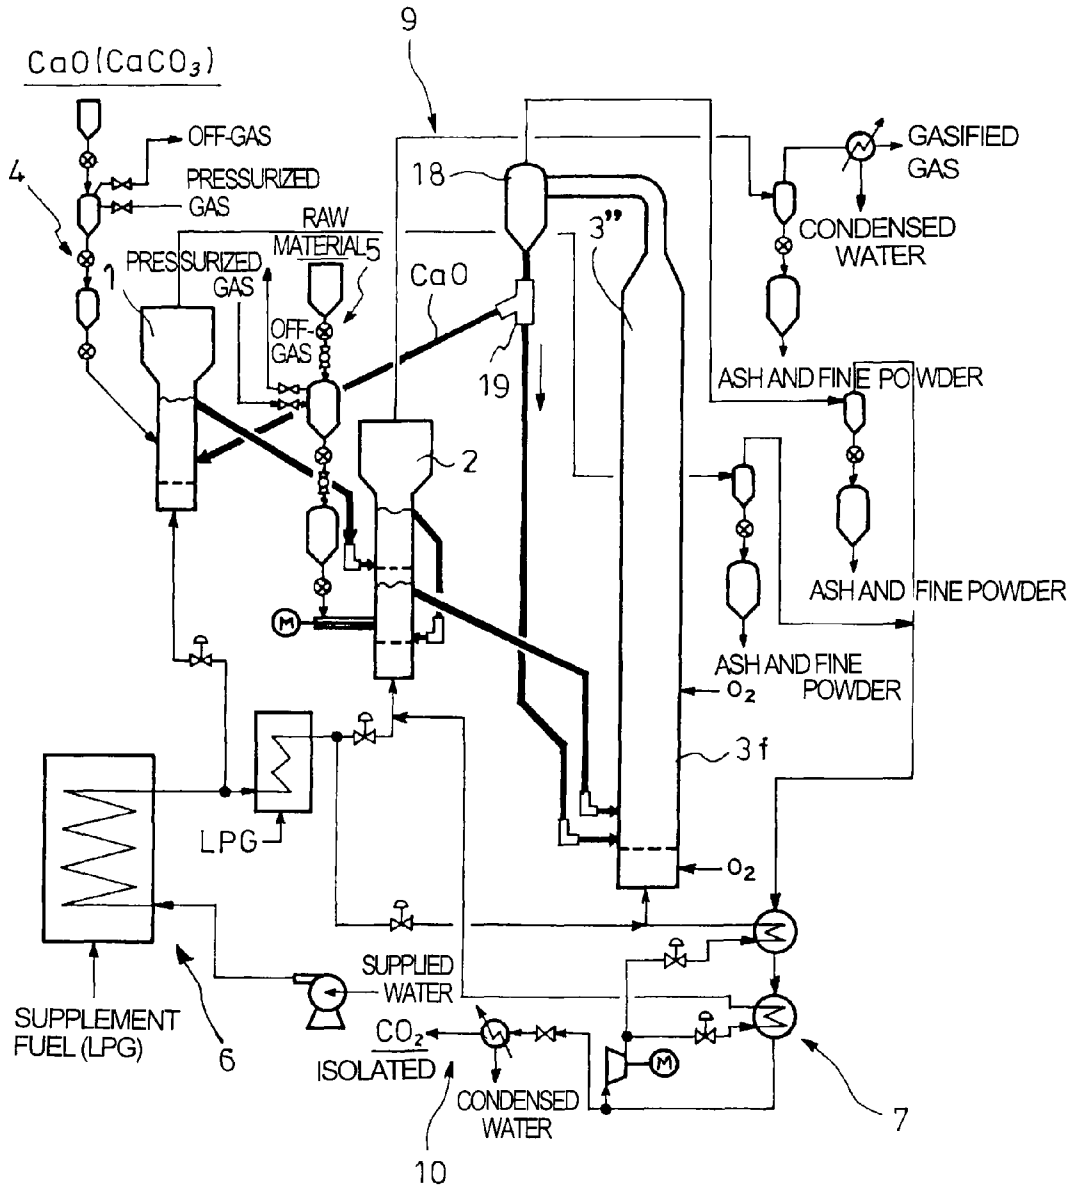 9
CaO(CaCO3)
OFF-GAS
4
PRESSURIZED
GAS
18
GASIFIED
GAS
3”
CONDENSED
WATER
RAW
MATERIAL
5
PRESSURIZED
GAS
1
CaO
OFF-
GAS
19
ASH AND FINE POWDER
2
ASH AND FINE POWDER
M
ASH AND FINE
POWDER
O2
3f
LPG
O2
SUPPLIED
WATER
SUPPLEMENT
FUEL (LPG)
6
CO2
ISOLATED
M
CONDENSED
WATER
7
10